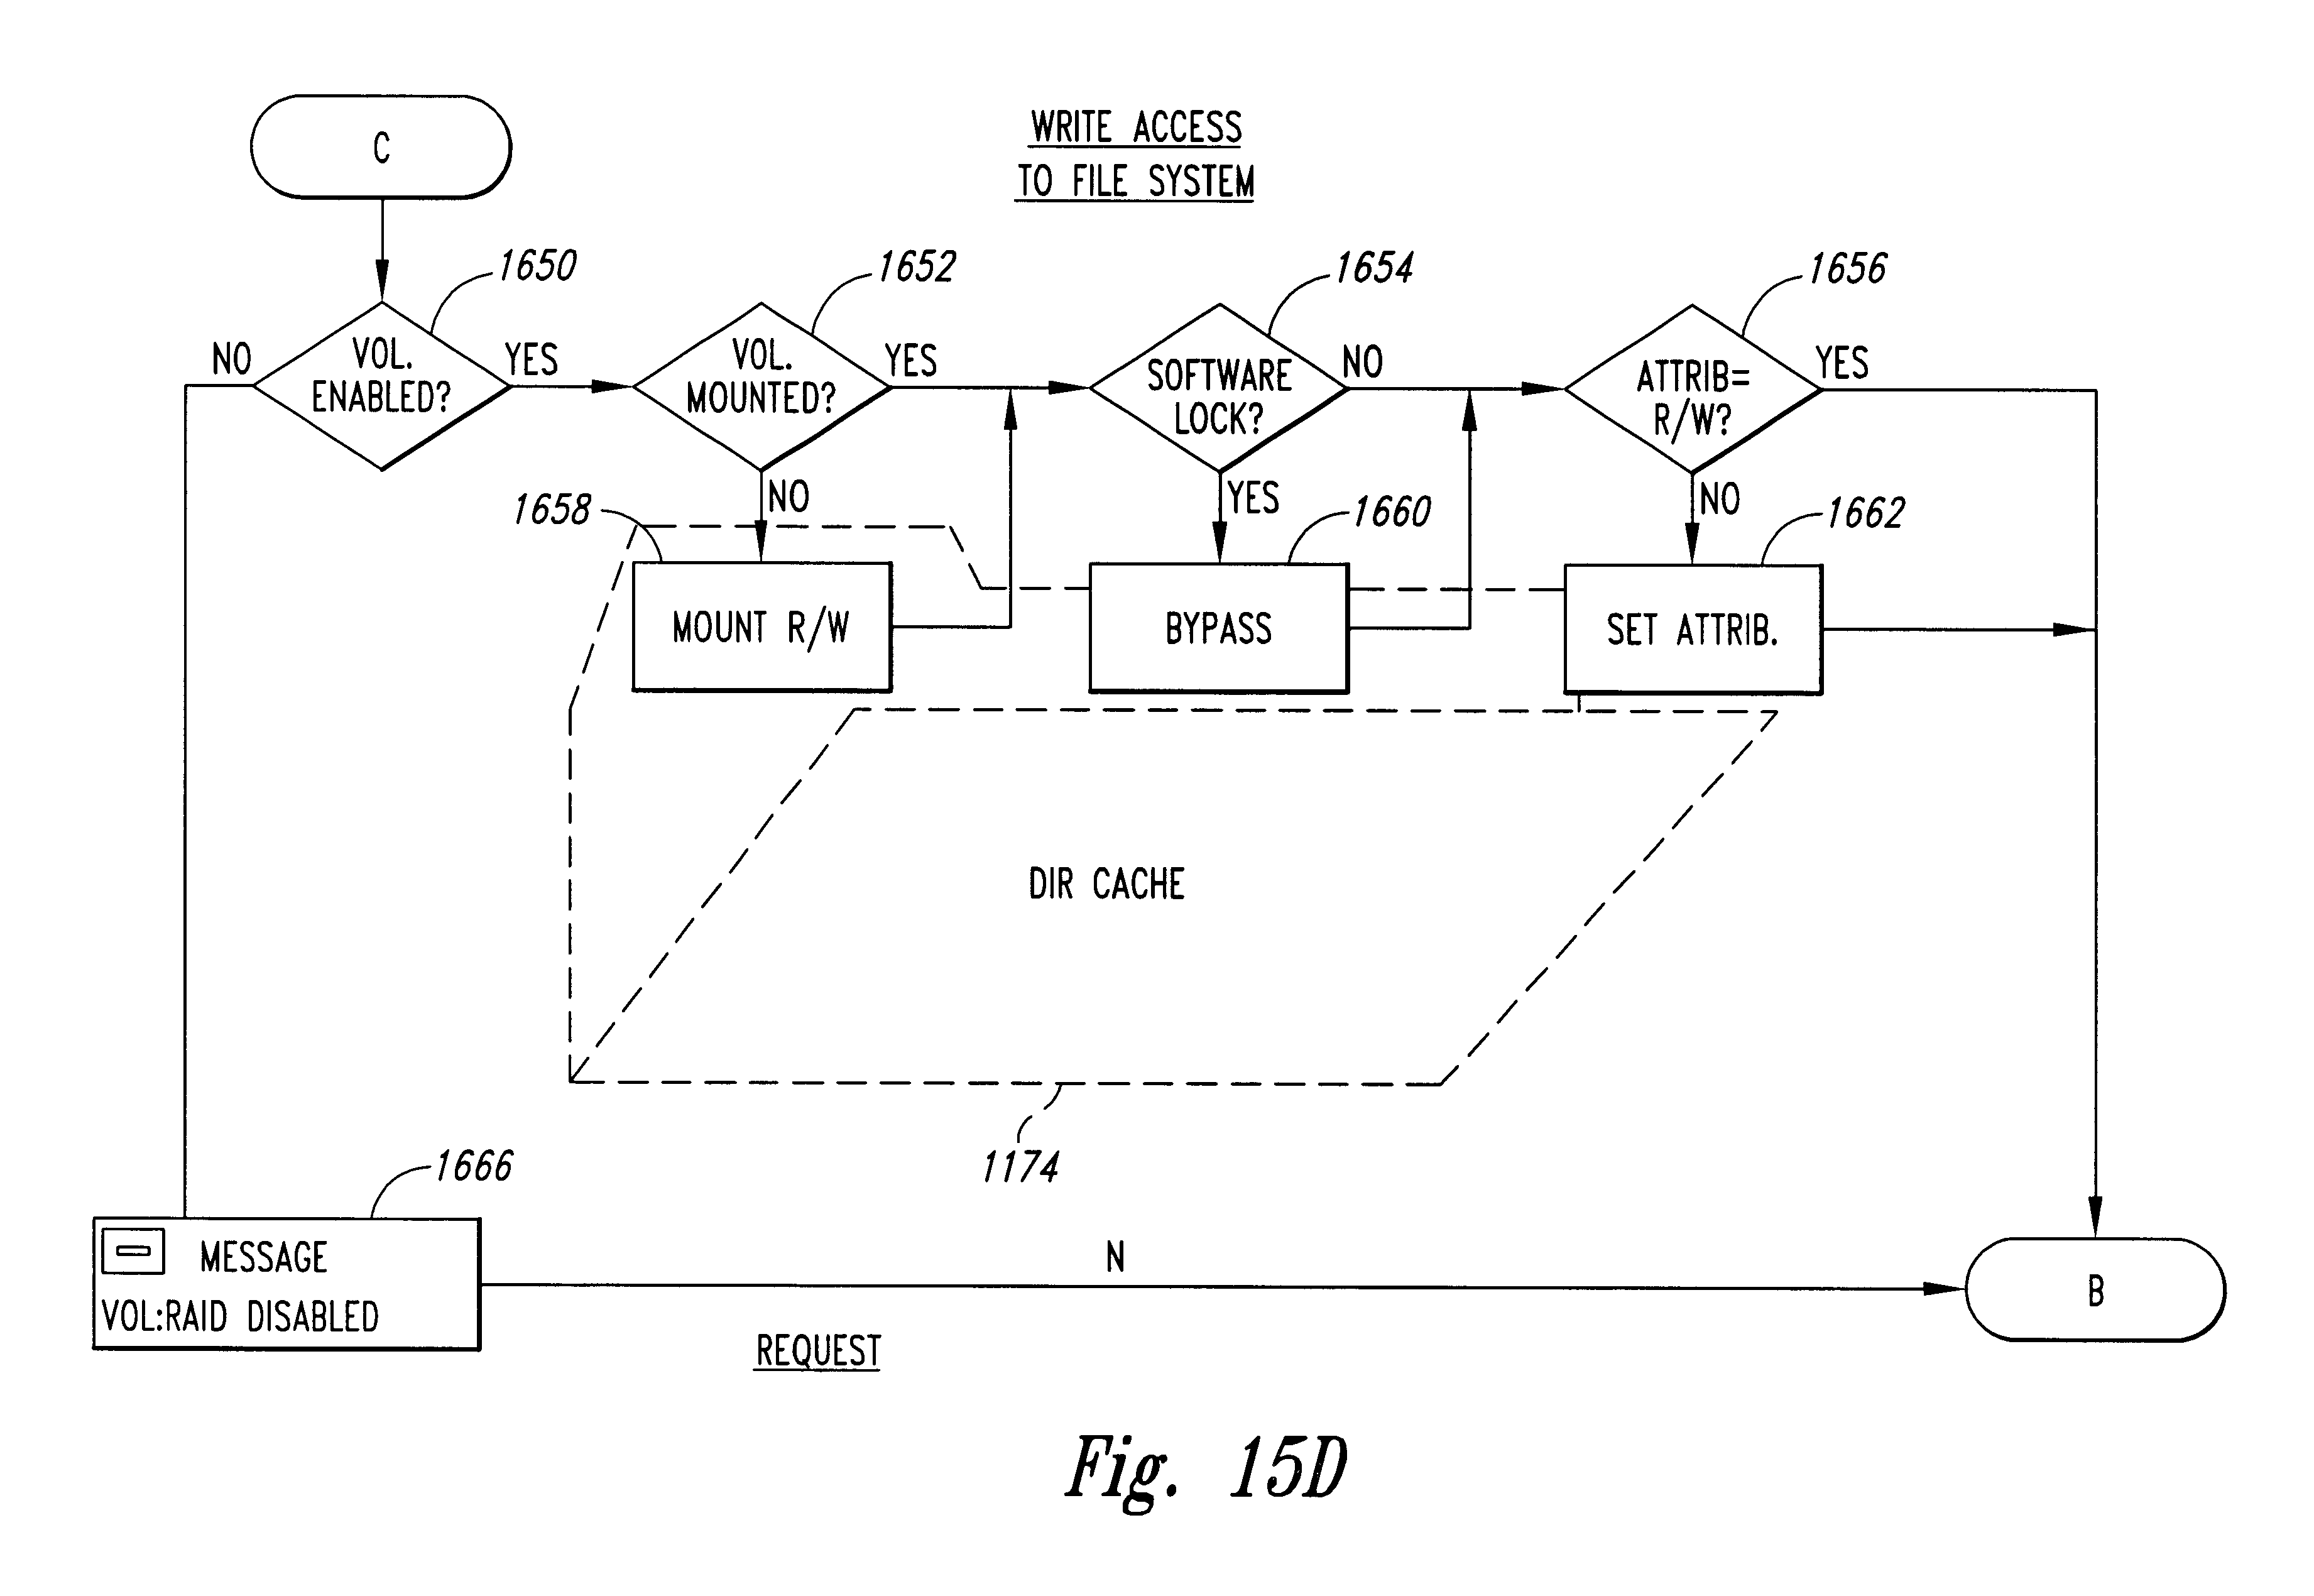 C
WRITE ACCESS
TO FILE SYSTEM
1650
1652
1654
1656
NO
VOL.
ENABLED?
YES
VOL.
MOUNTED?
YES
SOFTWARE
LOCK?
NO
ATTRIB=
R/W?
YES
NO
YES
NO
1658
1660
1662
MOUNT R/W
BYPASS
SET ATTRIB.
DIR CACHE
1174
1666
MESSAGE
VOL:RAID DISABLED
N
B
REQUEST
Fig. 15D